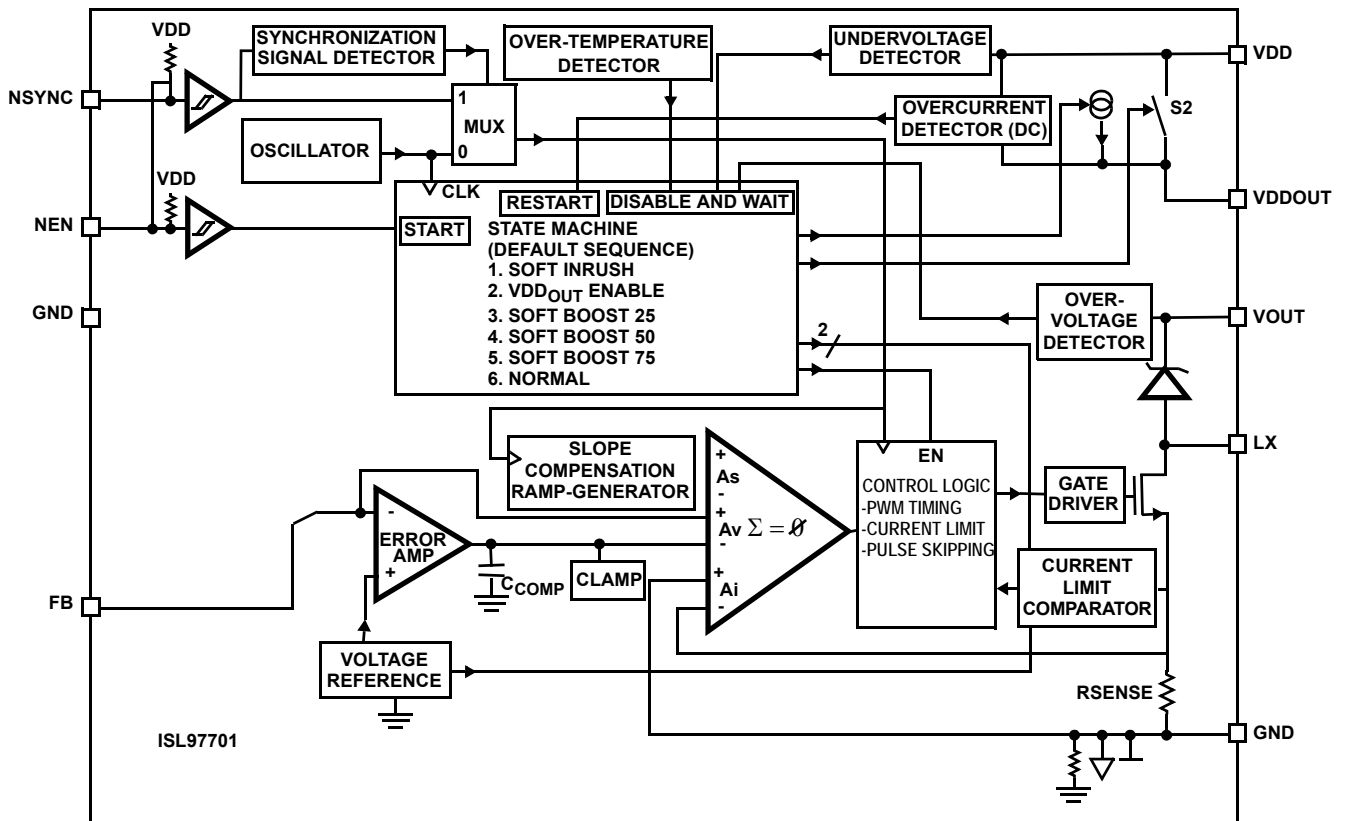 VDD
SYNCHRONIZATION
SIGNAL DETECTOR
OVER-TEMPERATURE
DETECTOR
UNDERVOLTAGE
DETECTOR
VDD
NSYNC
1
MUX
0
OVERCURRENT
DETECTOR (DC)
S2
OSCILLATOR
VDD
CLK
RESTART
DISABLE AND WAIT
VDDOUT
NEN
START
STATE MACHINE
(DEFAULT SEQUENCE)
1. SOFT INRUSH
2. VDDOUT ENABLE
3. SOFT BOOST 25
4. SOFT BOOST 50
5. SOFT BOOST 75
6. NORMAL
GND
2
OVER-
VOLTAGE
DETECTOR
VOUT
SLOPE
COMPENSATION
RAMP-GENERATOR
+
As
-
+
Av Σ = 0
-
+
Ai
-
EN
CONTROL LOGIC
-PWM TIMING
-CURRENT LIMIT
-PULSE SKIPPING
GATE
DRIVER
LX
-
ERROR
AMP
+
CCOMP
CLAMP
CURRENT
LIMIT
COMPARATOR
FB
VOLTAGE
REFERENCE
RSENSE
ISL97701
GND